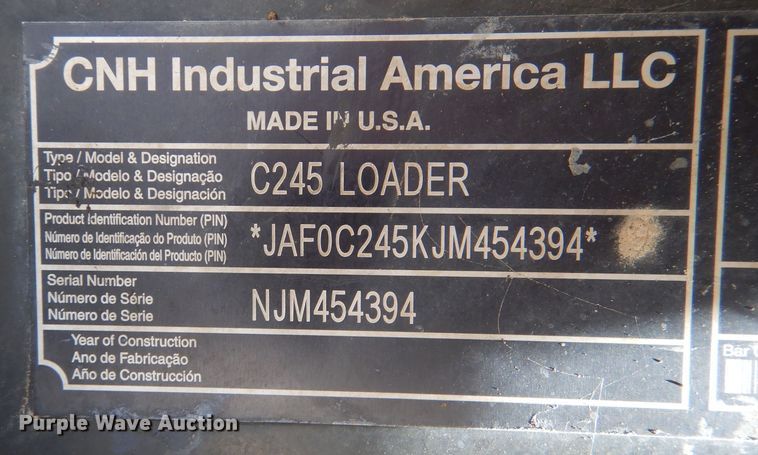 CNH Industrial America LLC
MADE IN U.S.A.
Type / Model & Designation
Tipo / Modelo & Designação
Tipo / Modelo & Designación
C245 LOADER
Product Identification Number (PIN)
Número de Identificação do Produto (PIN)
Número de Identificación del Producto (PIN)
*JAF0C245KJM454394*
Serial Number
Número de Série
Número de Serie
NJM454394
Year of Construction
Ano de Fabricação
Año de Construcción
Bar
Purple Wave Auction